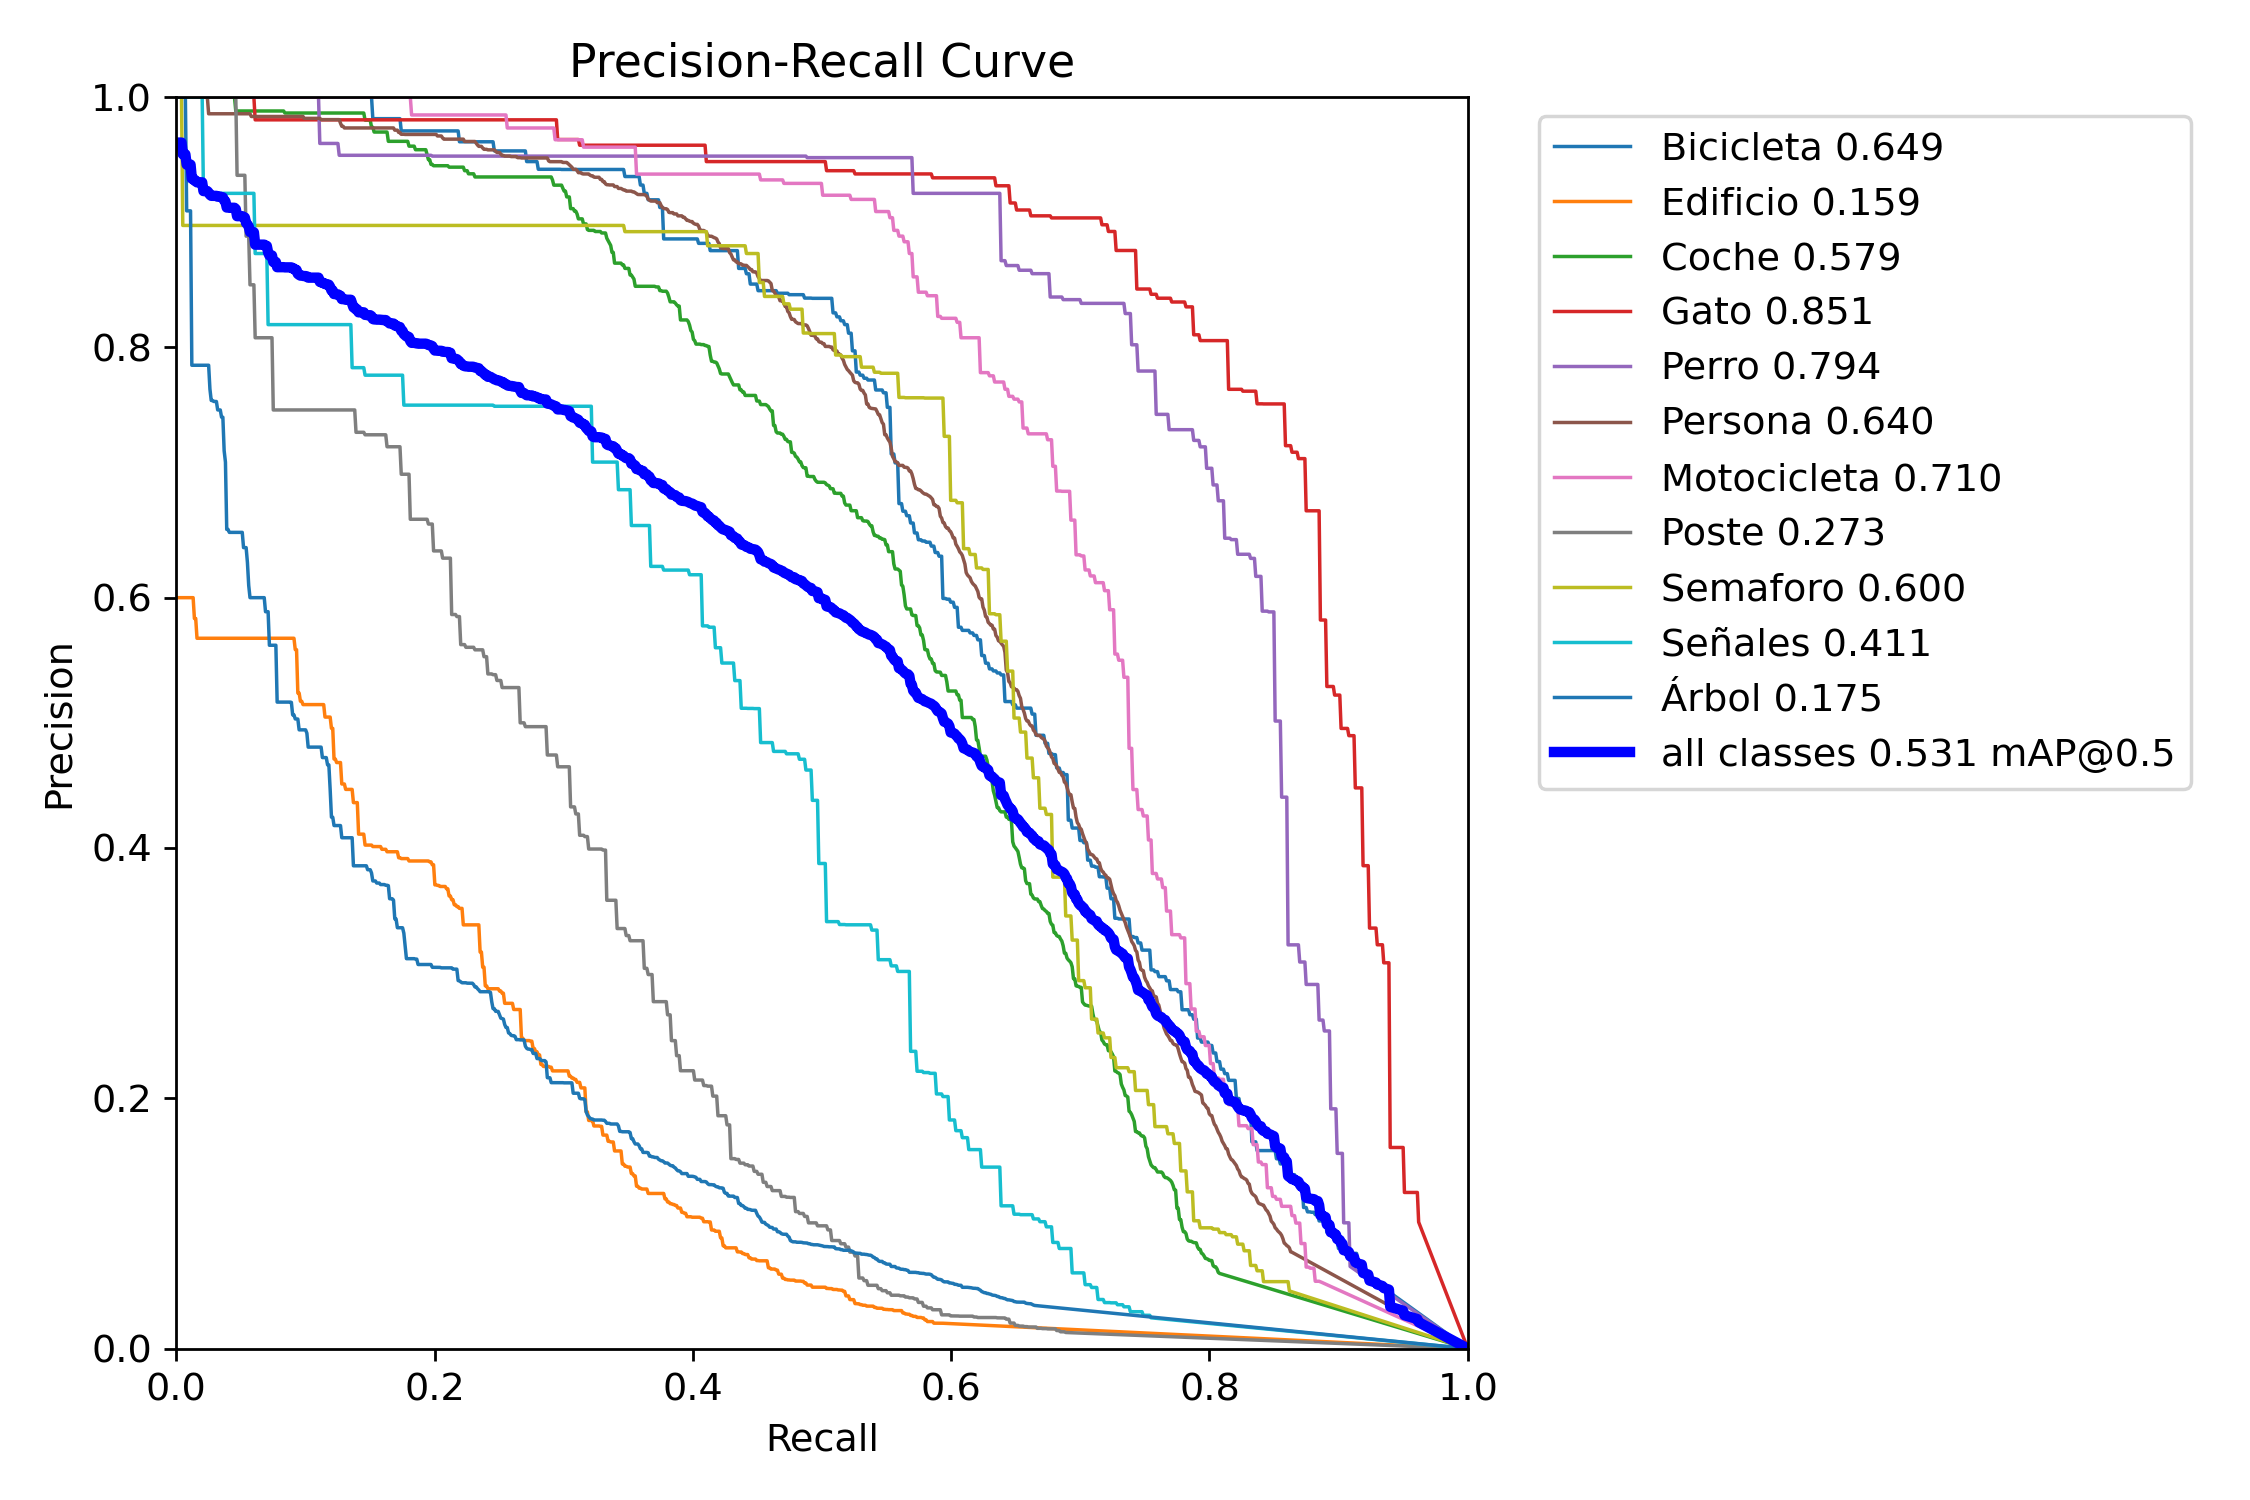 Precision-Recall Curve
1.0
0.8
0.6
0.4
0.2
0.0
Precision
0.0 0.2 0.4 0.6 0.8 1.0
Recall
Bicicleta 0.649
Edificio 0.159
Coche 0.579
Gato 0.851
Perro 0.794
Persona 0.640
Motocicleta 0.710
Poste 0.273
Semaforo 0.600
Señales 0.411
Árbol 0.175
all classes 0.531 mAP@0.5